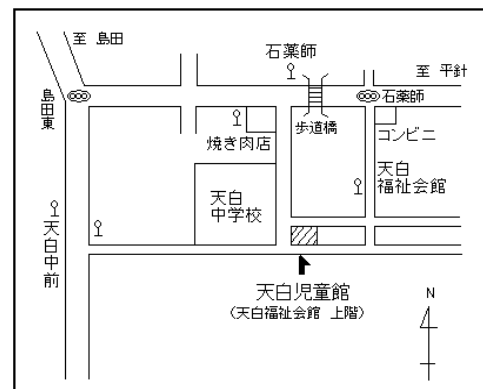 至 島田
石薬師
至 平針
島田東
石薬師
歩道橋
コンビニ
焼き肉店
天白
福祉会館
天白
中学校
天白中前
天白児童館
(天白福祉会館 上階)
N